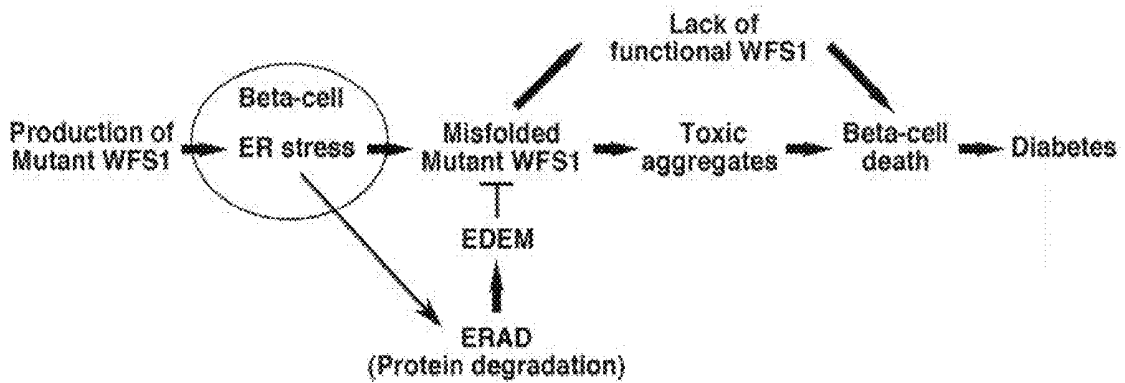 Lack of
functional WFS1
Beta-cell
Production of
Mutant WFS1
ER stress
Misfolded
Mutant WFS1
Toxic
aggregates
Beta-cell
death
Diabetes
EDEM
ERAD
(Protein degradation)